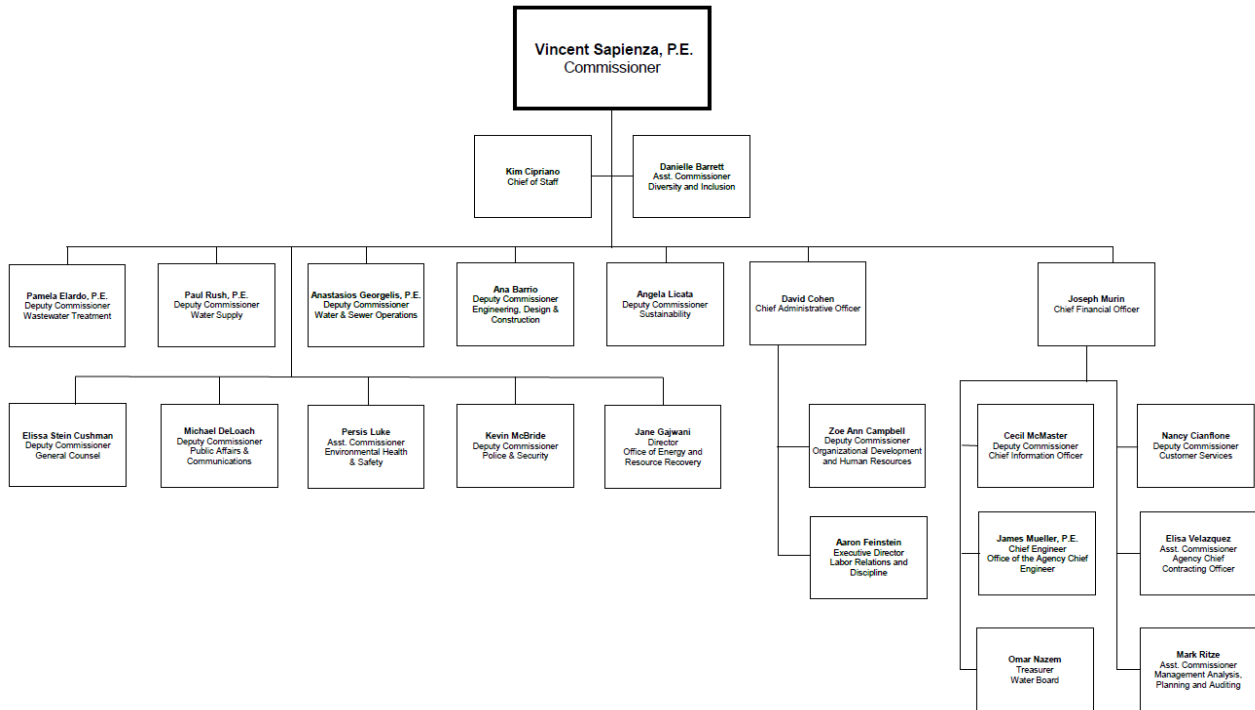 Vincent Sapienza, P.E.
Commissioner
Kim Cipriano
Chief of Staff
Danielle Barrett
Asst. Commissioner
Diversity and Inclusion
Pamela Elardo, P.E.
Deputy Commissioner
Wastewater Treatment
Paul Rush, P.E.
Deputy Commissioner
Water Supply
Anastasios Georgelis, P.E.
Deputy Commissioner
Water & Sewer Operations
Ana Barrio
Deputy Commissioner
Engineering, Design &
Construction
Angela Licata
Deputy Commissioner
Sustainability
David Cohen
Chief Administrative Officer
Joseph Murin
Chief Financial Officer
Elissa Stein Cushman
Deputy Commissioner
General Counsel
Michael DeLoach
Deputy Commissioner
Public Affairs &
Communications
Persis Luke
Asst. Commissioner
Environmental Health
& Safety
Kevin McBride
Deputy Commissioner
Police & Security
Jane Gajwani
Director
Office of Energy and
Resource Recovery
Zoe Ann Campbell
Deputy Commissioner
Organizational Development
and Human Resources
Cecil McMaster
Deputy Commissioner
Chief Information Officer
Nancy Cianflone
Deputy Commissioner
Customer Services
Aaron Feinstein
Executive Director
Labor Relations and
Discipline
James Mueller, P.E.
Chief Engineer
Office of the Agency Chief
Engineer
Elisa Velazquez
Asst. Commissioner
Agency Chief
Contracting Officer
Omar Nazem
Treasurer
Water Board
Mark Ritze
Asst. Commissioner
Management Analysis,
Planning and Auditing